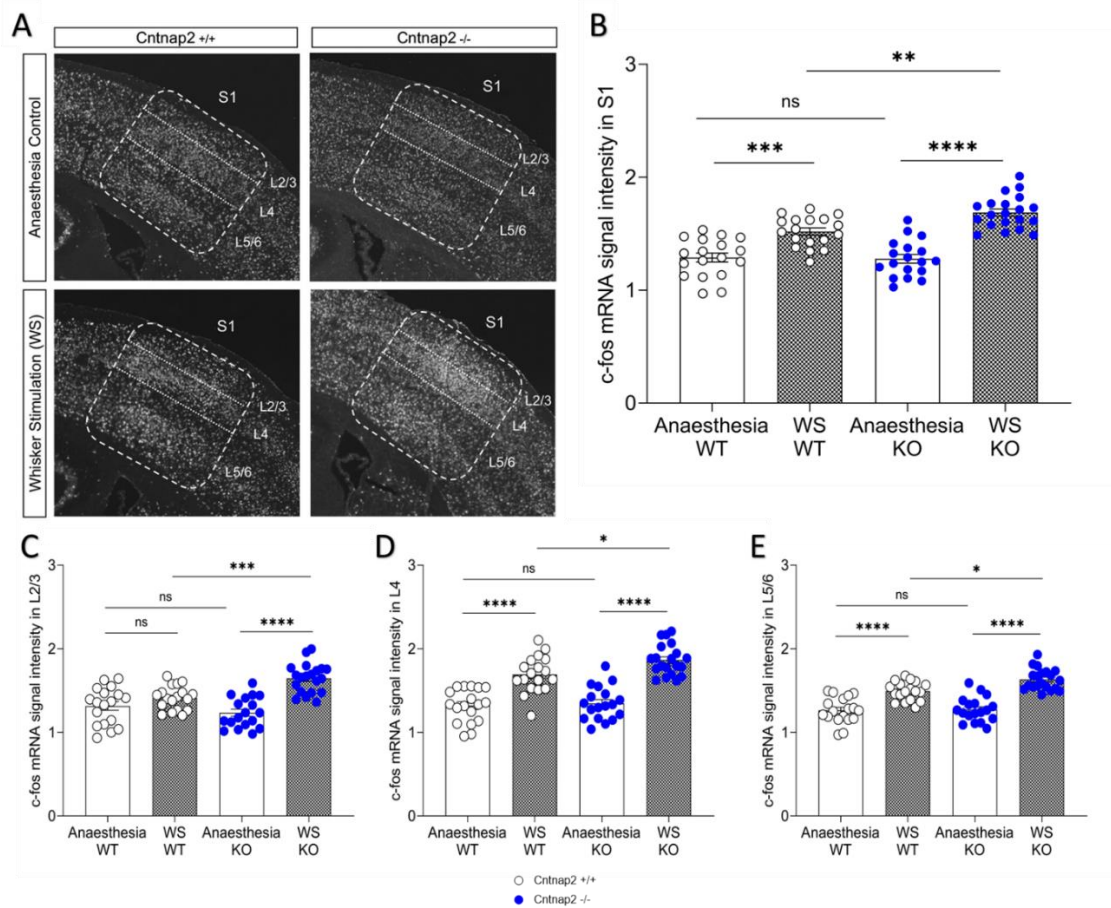 A
Cntnap2 +/+
Cntnap2 -/-
Anaesthesia Control
S1
L2/3
L4
L5/6
S1
L2/3
L4
L5/6
Whisker Stimulation (WS)
S1
L2/3
L4
L5/6
S1
L2/3
L4
L5/6
B
c-fos mRNA signal intensity in S1
3
2
1
0
**
ns
***
****
Anaesthesia WS Anaesthesia WS
WT WT KO KO
C
c-fos mRNA signal intensity in L2/3
3
2
1
0
***
ns
ns
****
Anaesthesia WS Anaesthesia WS
WT WT KO KO
D
c-fos mRNA signal intensity in L4
3
2
1
0
*
ns
****
****
Anaesthesia WS Anaesthesia WS
WT WT KO KO
E
c-fos mRNA signal intensity in L5/6
3
2
1
0
*
ns
****
****
Anaesthesia WS Anaesthesia WS
WT WT KO KO
Cntnap2 +/+
Cntnap2 -/-